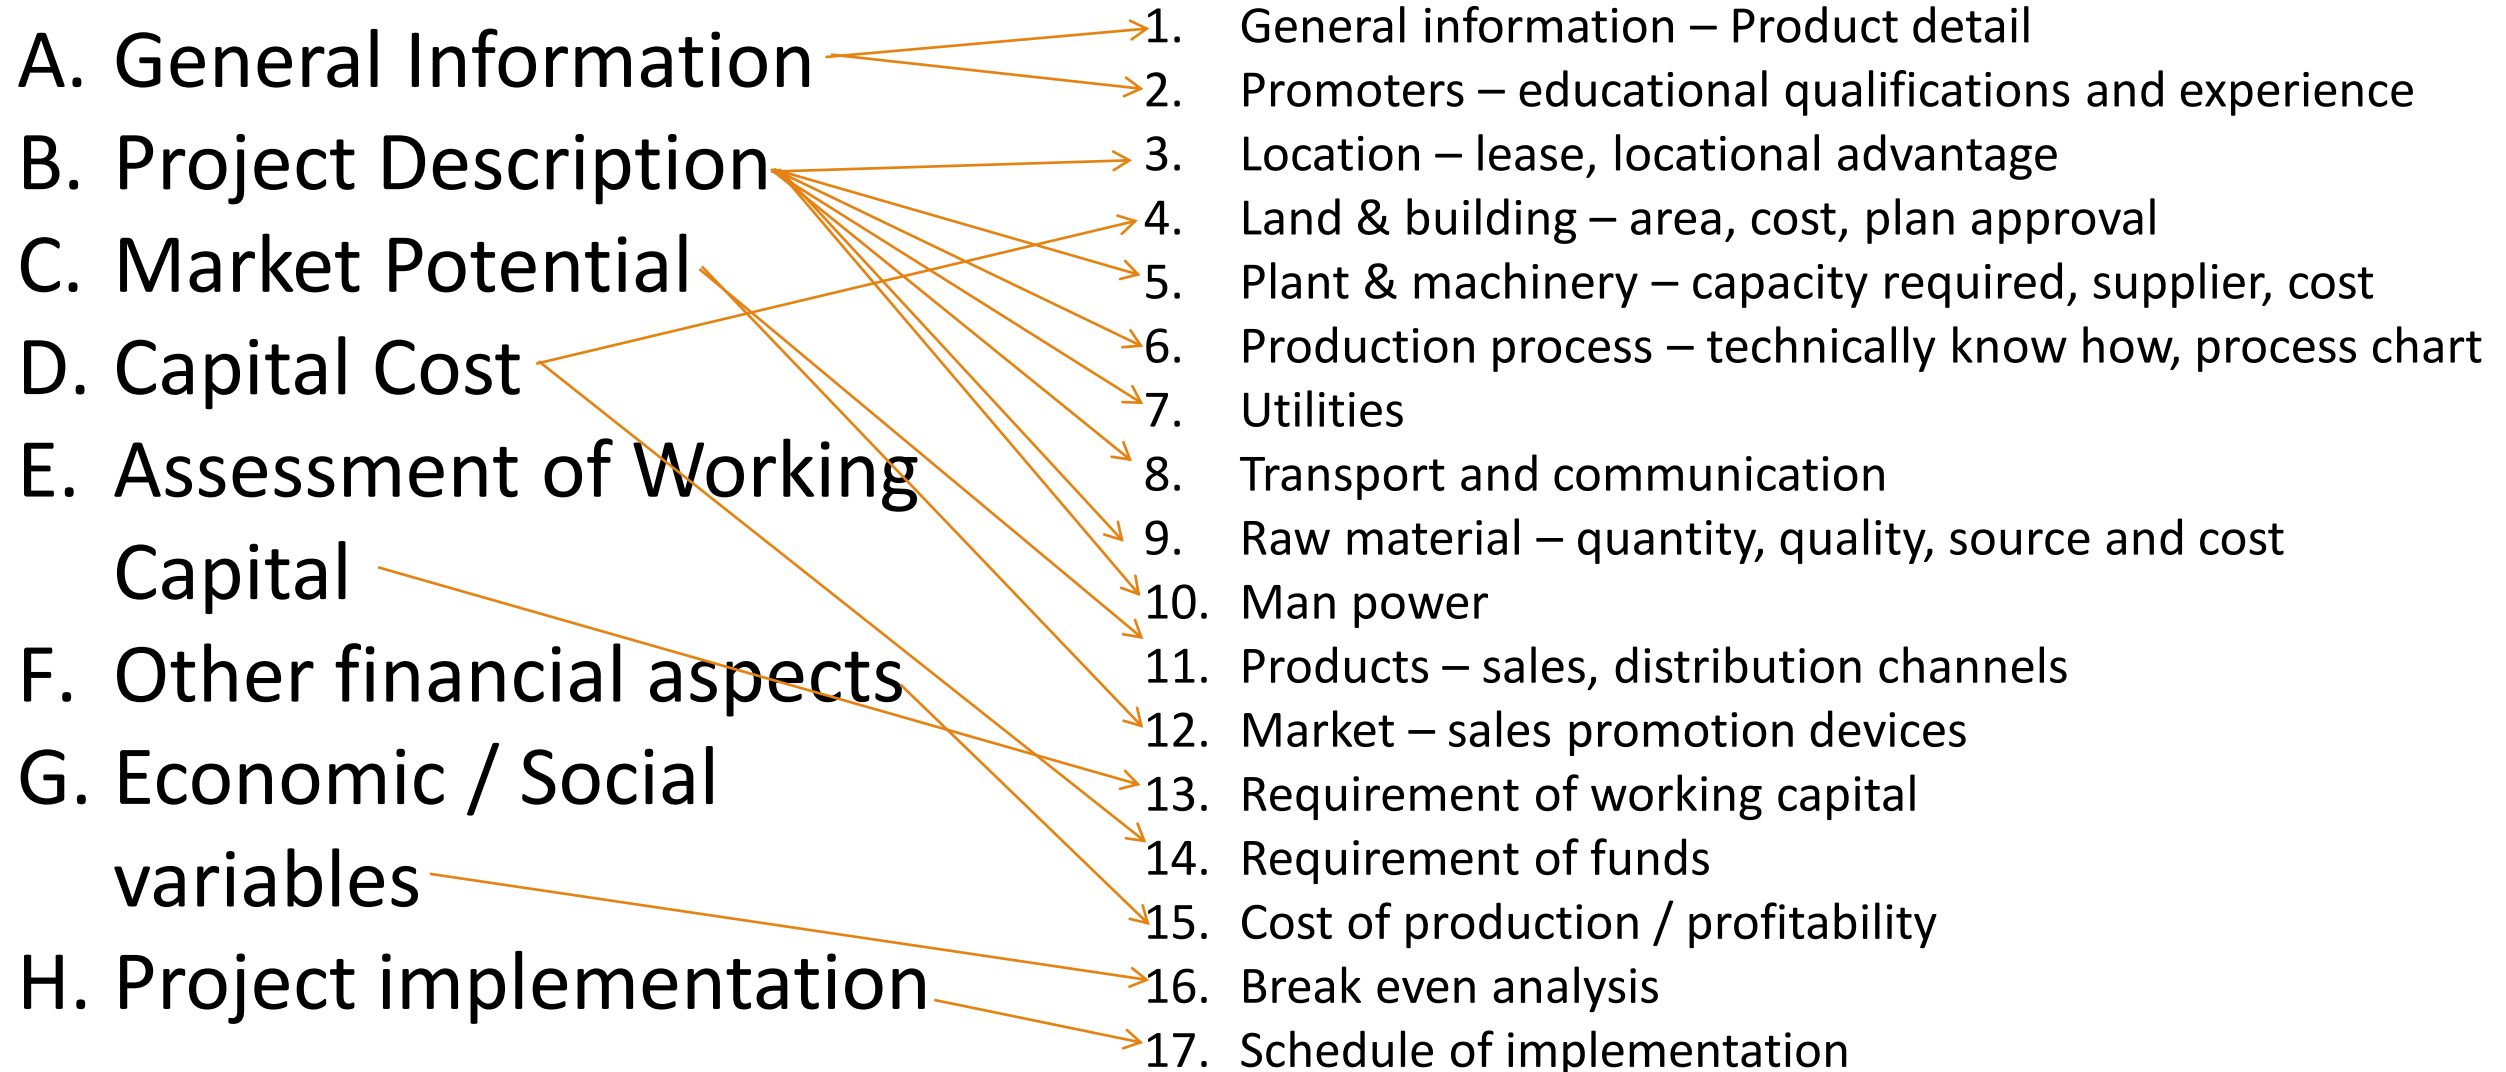 A. General Information
B. Project Description
C. Market Potential
D. Capital Cost
E. Assessment of Working
Capital
F. Other financial aspects
G. Economic / Social
variables
H. Project implementation
1. General information – Product detail
2. Promoters – educational qualifications and experience
3. Location – lease, locational advantage
4. Land & building – area, cost, plan approval
5. Plant & machinery – capacity required, supplier, cost
6. Production process – technically know how, process chart
7. Utilities
8. Transport and communication
9. Raw material – quantity, quality, source and cost
10. Man power
11. Products – sales, distribution channels
12. Market – sales promotion devices
13. Requirement of working capital
14. Requirement of funds
15. Cost of production / profitability
16. Break even analysis
17. Schedule of implementation